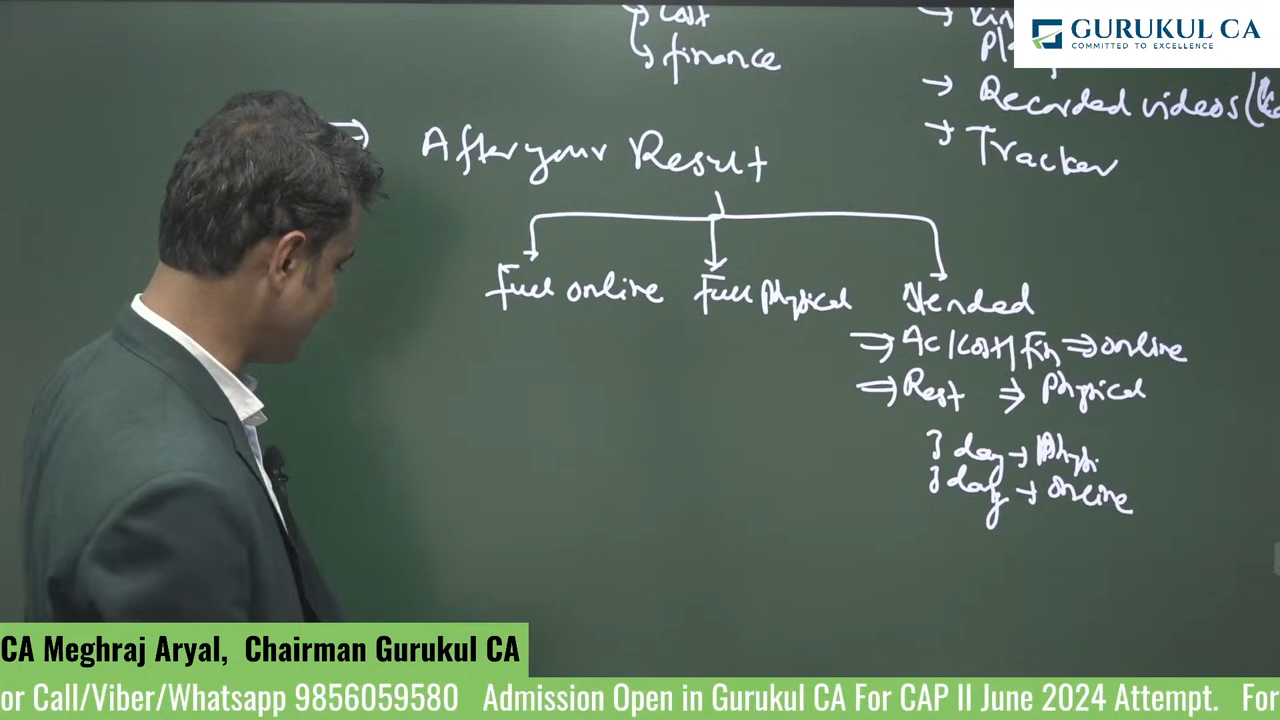 GURUKUL CA
COMMITTED TO EXCELLENCE
→ Cost
↳ finance
→ Recorded videos (
→ Tracker
⇒ After your Result
Full online
Full physical
⇒ Ac/Cost/Fin ⇒ online
⇒ Rest ⇒ Physical
3 day → Physi.
3 day → online
CA Meghraj Aryal, Chairman Gurukul CA
or Call/Viber/Whatsapp 9856059580 Admission Open in Gurukul CA For CAP II June 2024 Attempt. For